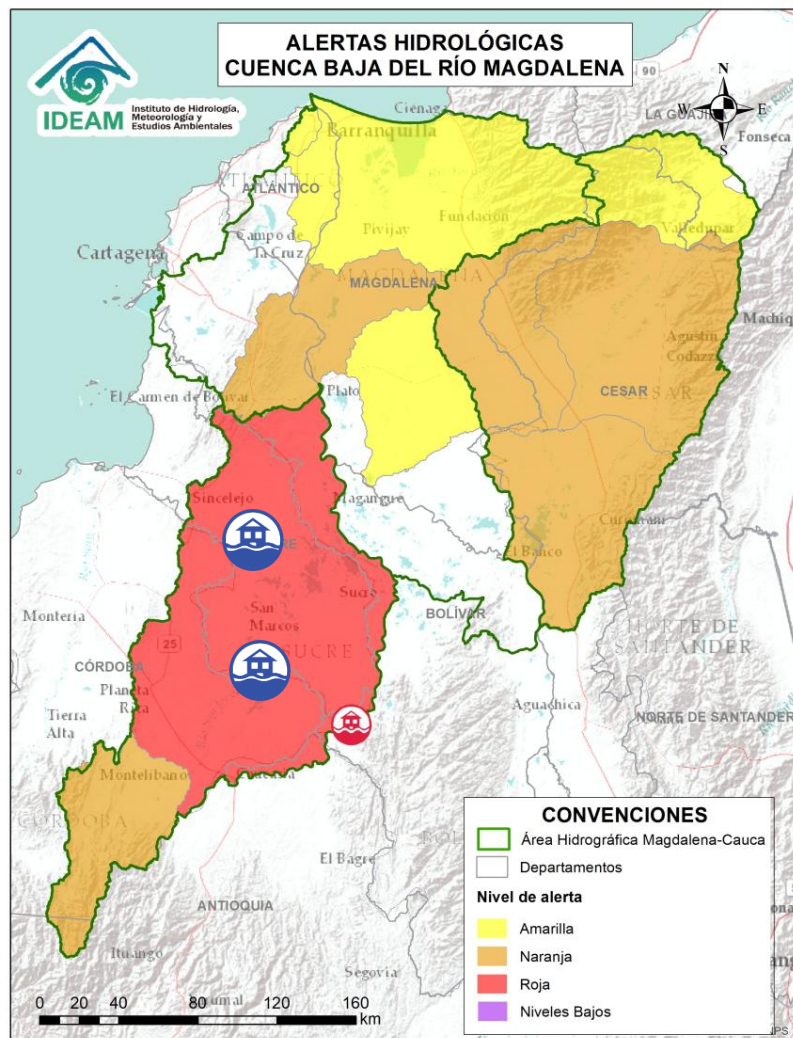 ALERTAS HIDROLÓGICAS
CUENCA BAJA DEL RÍO MAGDALENA
IDEAM
Instituto de Hidrología,
Meteorología y
Estudios Ambientales
90
W
E
S
LA GUAJIRA
Fonseca
Ciénaga
Barranquilla
ATLÁNTICO
Cartagena
Campo de
la Cruz
Pivijay
Fundación
Valledupar
MAGDALENA
MAGDALENA
Machiq
Agustín
Codazzi
CESAR
El Carmen de Bolívar
Plato
Sincelejo
Magangué
Curumaní
El Banco
Montería
San
Marcos
Sucre
BOLÍVAR
SUCRE
NORTE DE
SANTANDER
25
CÓRDOBA
Planeta
Rica
Tierra
Alta
Aguachica
NORTE DE SANTANDER
Montelíbano
CÓRDOBA
El Bagre
ANTIOQUIA
Ituango
Segovia
CONVENCIONES
Área Hidrográfica Magdalena-Cauca
Departamentos
Nivel de alerta
Amarilla
Naranja
Roja
Niveles Bajos
0 20 40 80 120 160
km
NPS